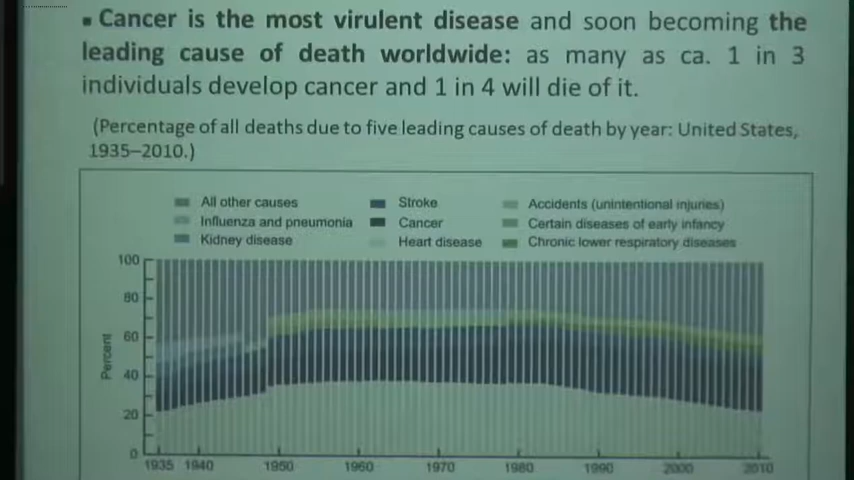 ▪ Cancer is the most virulent disease and soon becoming the
leading cause of death worldwide: as many as ca. 1 in 3
individuals develop cancer and 1 in 4 will die of it.
(Percentage of all deaths due to five leading causes of death by year: United States,
1935–2010.)
All other causes Stroke Accidents (unintentional injuries)
Influenza and pneumonia Cancer Certain diseases of early infancy
Kidney disease Heart disease Chronic lower respiratory diseases
100
80
60
40
20
0
Percent
1935 1940 1950 1960 1970 1980 1990 2000 2010